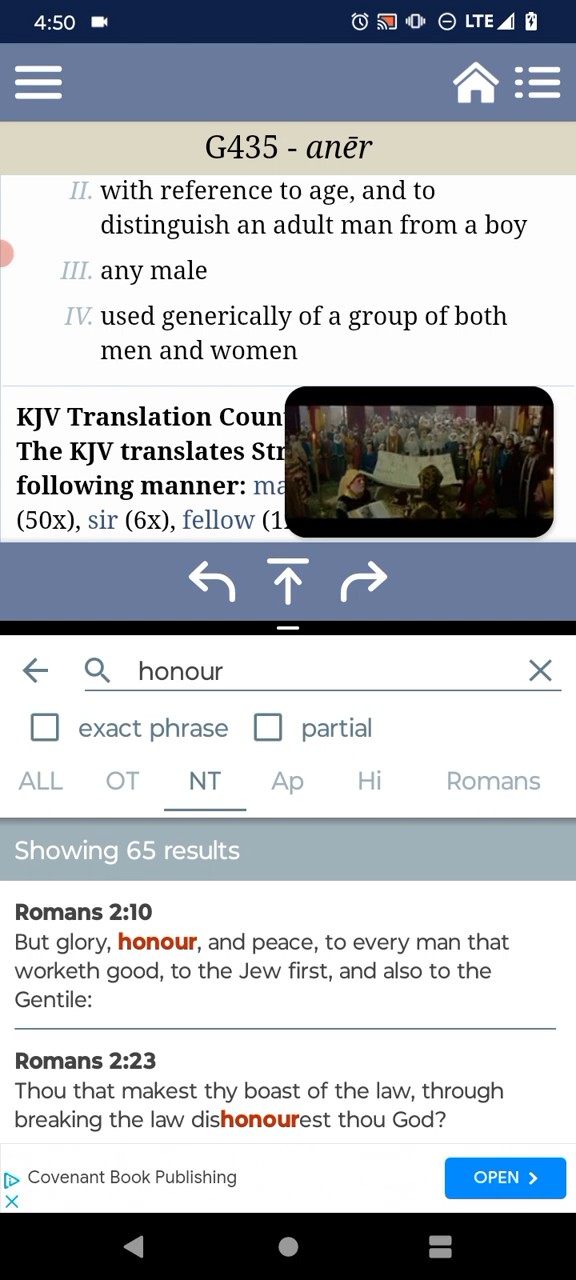 4:50 LTE
G435 - anēr
II. with reference to age, and to
distinguish an adult man from a boy
III. any male
IV. used generically of a group of both
men and women
KJV Translation Coun
The KJV translates Str
following manner: ma
(50x), sir (6x), fellow (1
honour
exact phrase partial
ALL OT NT Ap Hi Romans
Showing 65 results
Romans 2:10
But glory, honour, and peace, to every man that
worketh good, to the Jew first, and also to the
Gentile:
Romans 2:23
Thou that makest thy boast of the law, through
breaking the law dishonourest thou God?
Covenant Book Publishing
OPEN